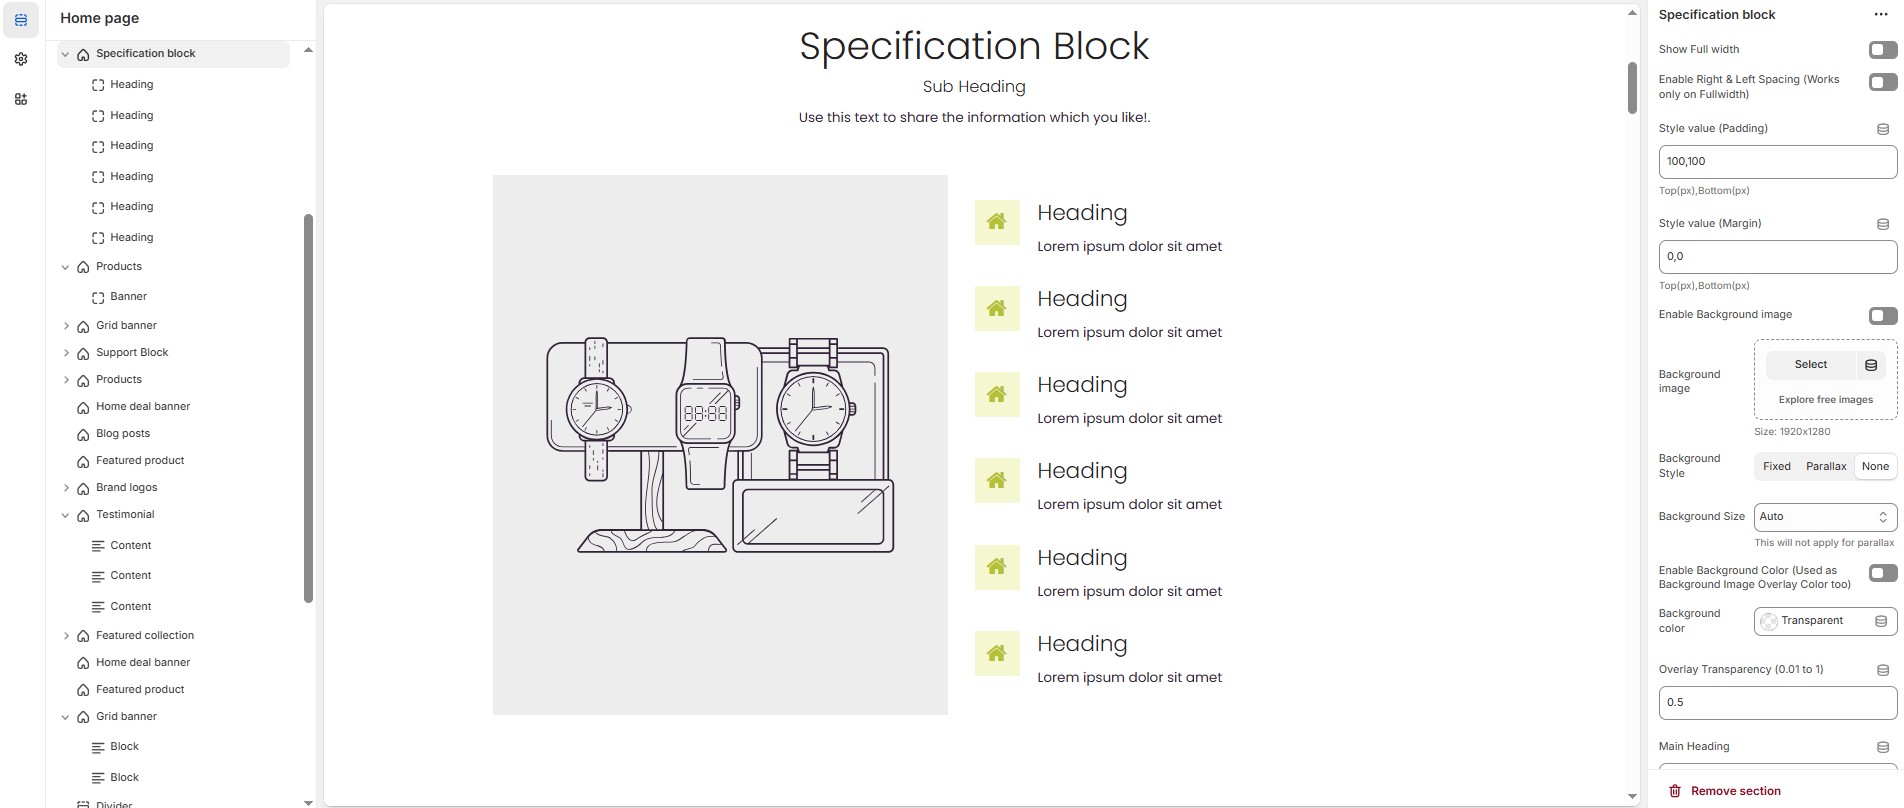 Home page
Specification block
Heading
Heading
Heading
Heading
Heading
Heading
Products
Banner
Grid banner
Support Block
Products
Home deal banner
Blog posts
Featured product
Brand logos
Testimonial
Content
Content
Content
Featured collection
Home deal banner
Featured product
Grid banner
Block
Block
Divider
Specification Block
Sub Heading
Use this text to share the information which you like!.
88:88
Heading
Lorem ipsum dolor sit amet
Heading
Lorem ipsum dolor sit amet
Heading
Lorem ipsum dolor sit amet
Heading
Lorem ipsum dolor sit amet
Heading
Lorem ipsum dolor sit amet
Heading
Lorem ipsum dolor sit amet
Specification block
Show Full width
Enable Right & Left Spacing (Works
only on Fullwidth)
Style value (Padding)
100,100
Top(px),Bottom(px)
Style value (Margin)
0,0
Top(px),Bottom(px)
Enable Background image
Background
image
Select
Explore free images
Size: 1920x1280
Background
Style
Fixed Parallax None
Background Size
Auto
This will not apply for parallax
Enable Background Color (Used as
Background Image Overlay Color too)
Background
color
Transparent
Overlay Transparency (0.01 to 1)
0.5
Main Heading
Remove section